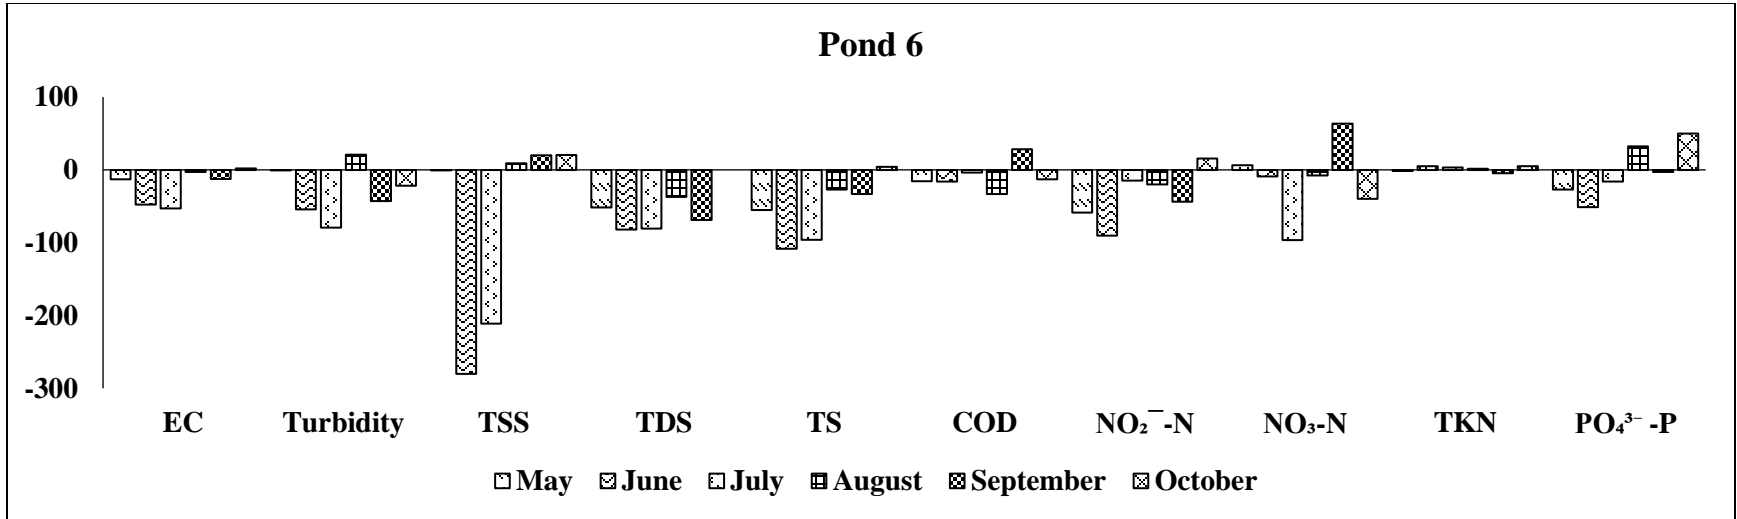 Pond 6
100
0
-100
-200
-300
EC Turbidity TSS TDS TS COD NO₂¯-N NO₃-N TKN PO₄³⁻ -P
May June July August September October